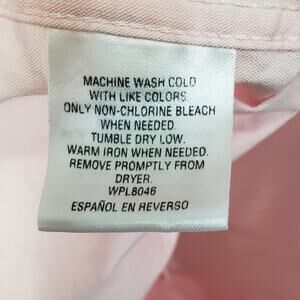 MACHINE WASH COLD
WITH LIKE COLORS.
ONLY NON-CHLORINE BLEACH
WHEN NEEDED.
TUMBLE DRY LOW.
WARM IRON WHEN NEEDED.
REMOVE PROMPTLY FROM
DRYER.
WPL8046
ESPAÑOL EN REVERSO